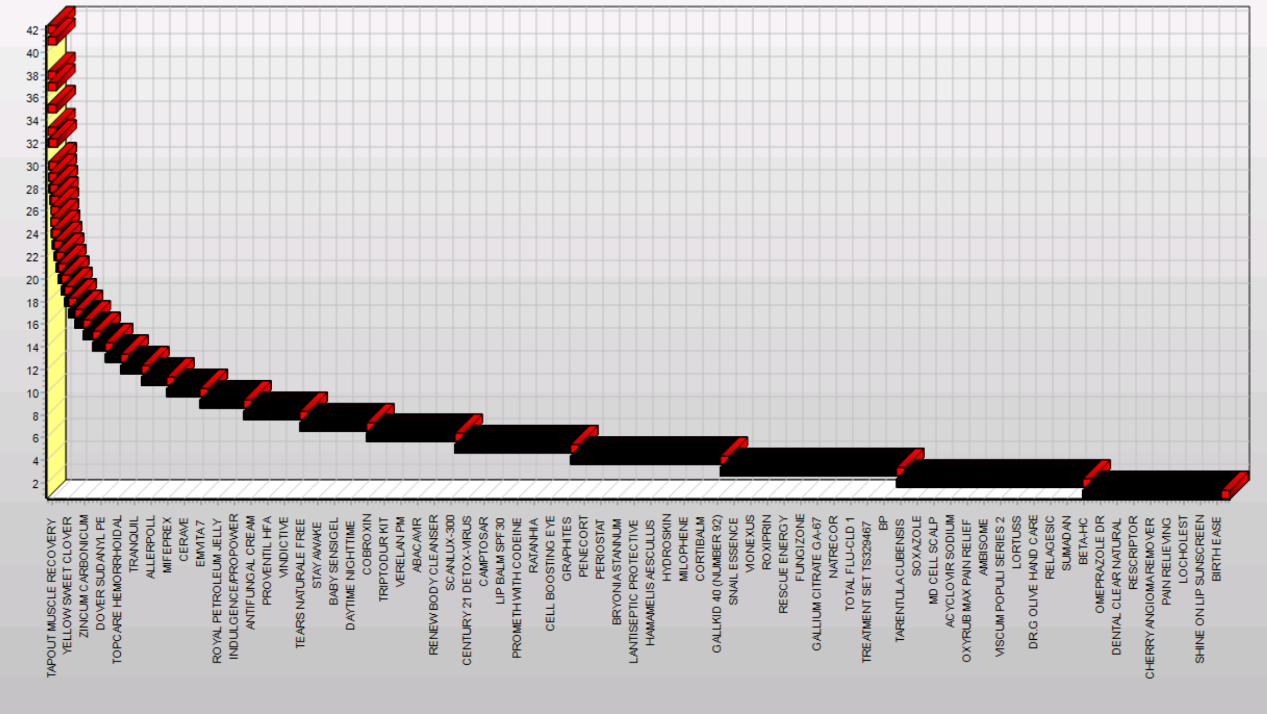 42
40
38
36
34
32
30
28
26
24
22
20
18
16
14
12
10
8
6
4
2
TAPOUT MUSCLE RECOVERY
YELLOW SWEET CLOVER
ZINCUM CARBONICUM
DOVER SUDANYL PE
TOPCARE HEMORRHOIDAL
TRANQUIL
ALLERPOLL
MIFEPREX
CERAVE
EMVITA 7
ROYAL PETROLEUM JELLY
INDULGENCE/PROPOWER
ANTIFUNGAL CREAM
PROVENTIL HFA
VINDICTIVE
TEARS NATURALE FREE
STAY AWAKE
BABY SENSIGEL
DAYTIME NIGHTTIME
COBROXIN
TRIPTODUR KIT
VERELAN PM
ABACAVIR
RENEW BODY CLEANSER
SCANLUX-300
CENTURY 21 DETOX-VIRUS
CAMPTOSAR
LIP BALM SPF30
PROMETH WITH CODEINE
RATANHIA
CELL BOOSTING EYE
GRAPHITES
PENECORT
PERIOSTAT
BRYONIA STANNUM
LANTISEPTIC PROTECTIVE
HAMAMELIS AESCULUS
HYDROSKIN
MILOPHENE
CORTIBALM
GALLKID 40 (NUMBER 92)
SNAIL ESSENCE
VIONEXUS
ROXIPRIN
RESCUE ENERGY
FUNGIZONE
GALLIUM CITRATE GA-67
NATRECOR
TOTAL FLU-CLD 1
TREATMENT SET TS329467
BP
TARENTULA CUBENSIS
SOXAZOLE
MD CELL SCALP
ACYCLOVIR SODIUM
OXYRUB MAX PAIN RELIEF
AMBISOME
VISCUM POPULI SERIES 2
LORTUSS
DR.G OLIVE HAND CARE
RELAGESIC
SUMADAN
BETA-HC
OMEPRAZOLE DR
DENTAL CLEAR NATURAL
RESCRIPTOR
CHERRY ANGIOMA REMOVER
PAIN RELIEVING
LOCHOLEST
SHINE ON LIP SUNSCREEN
BIRTH EASE